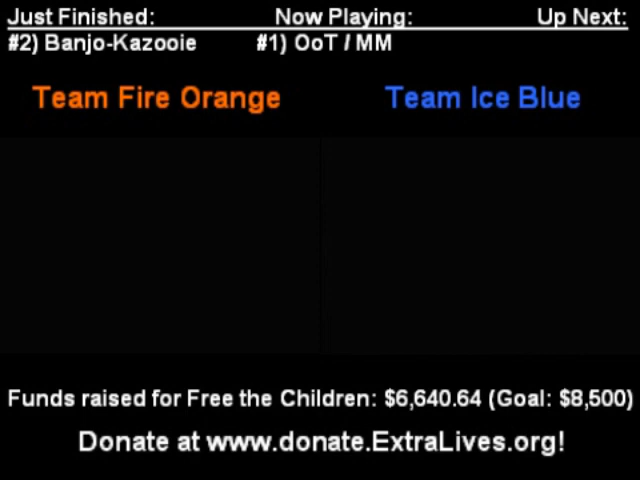 Just Finished: Now Playing: Up Next:
#2) Banjo-Kazooie #1) OoT / MM
Team Fire Orange Team Ice Blue
Funds raised for Free the Children: $6,640.64 (Goal: $8,500)
Donate at www.donate.ExtraLives.org!